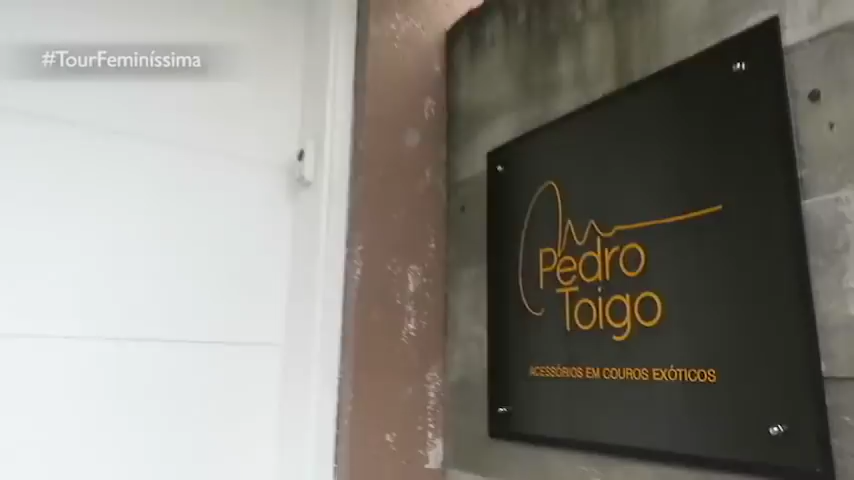 #TourFeminíssima
Pedro
Toigo
ACESSÓRIOS EM COUROS EXÓTICOS